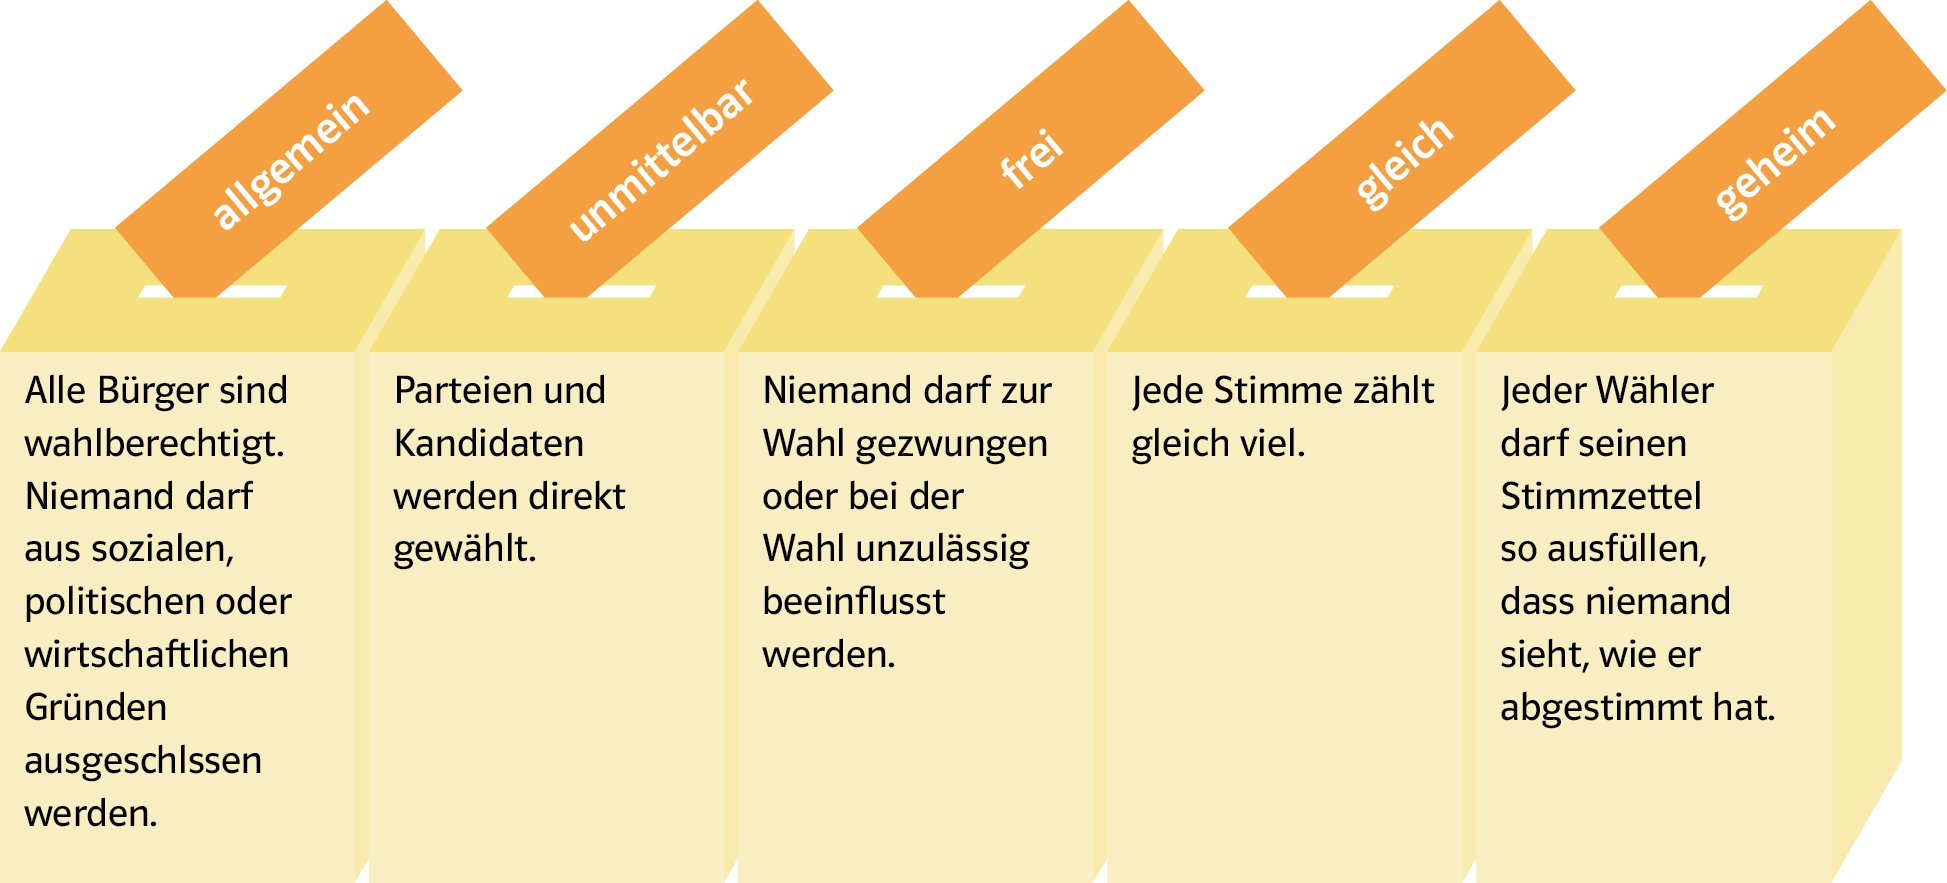 allgemein
Alle Bürger sind
wahlberechtigt.
Niemand darf
aus sozialen,
politischen oder
wirtschaftlichen
Gründen
ausgeschlssen
werden.
unmittelbar
Parteien und
Kandidaten
werden direkt
gewählt.
frei
Niemand darf zur
Wahl gezwungen
oder bei der
Wahl unzulässig
beeinflusst
werden.
gleich
Jede Stimme zählt
gleich viel.
geheim
Jeder Wähler
darf seinen
Stimmzettel
so ausfüllen,
dass niemand
sieht, wie er
abgestimmt hat.